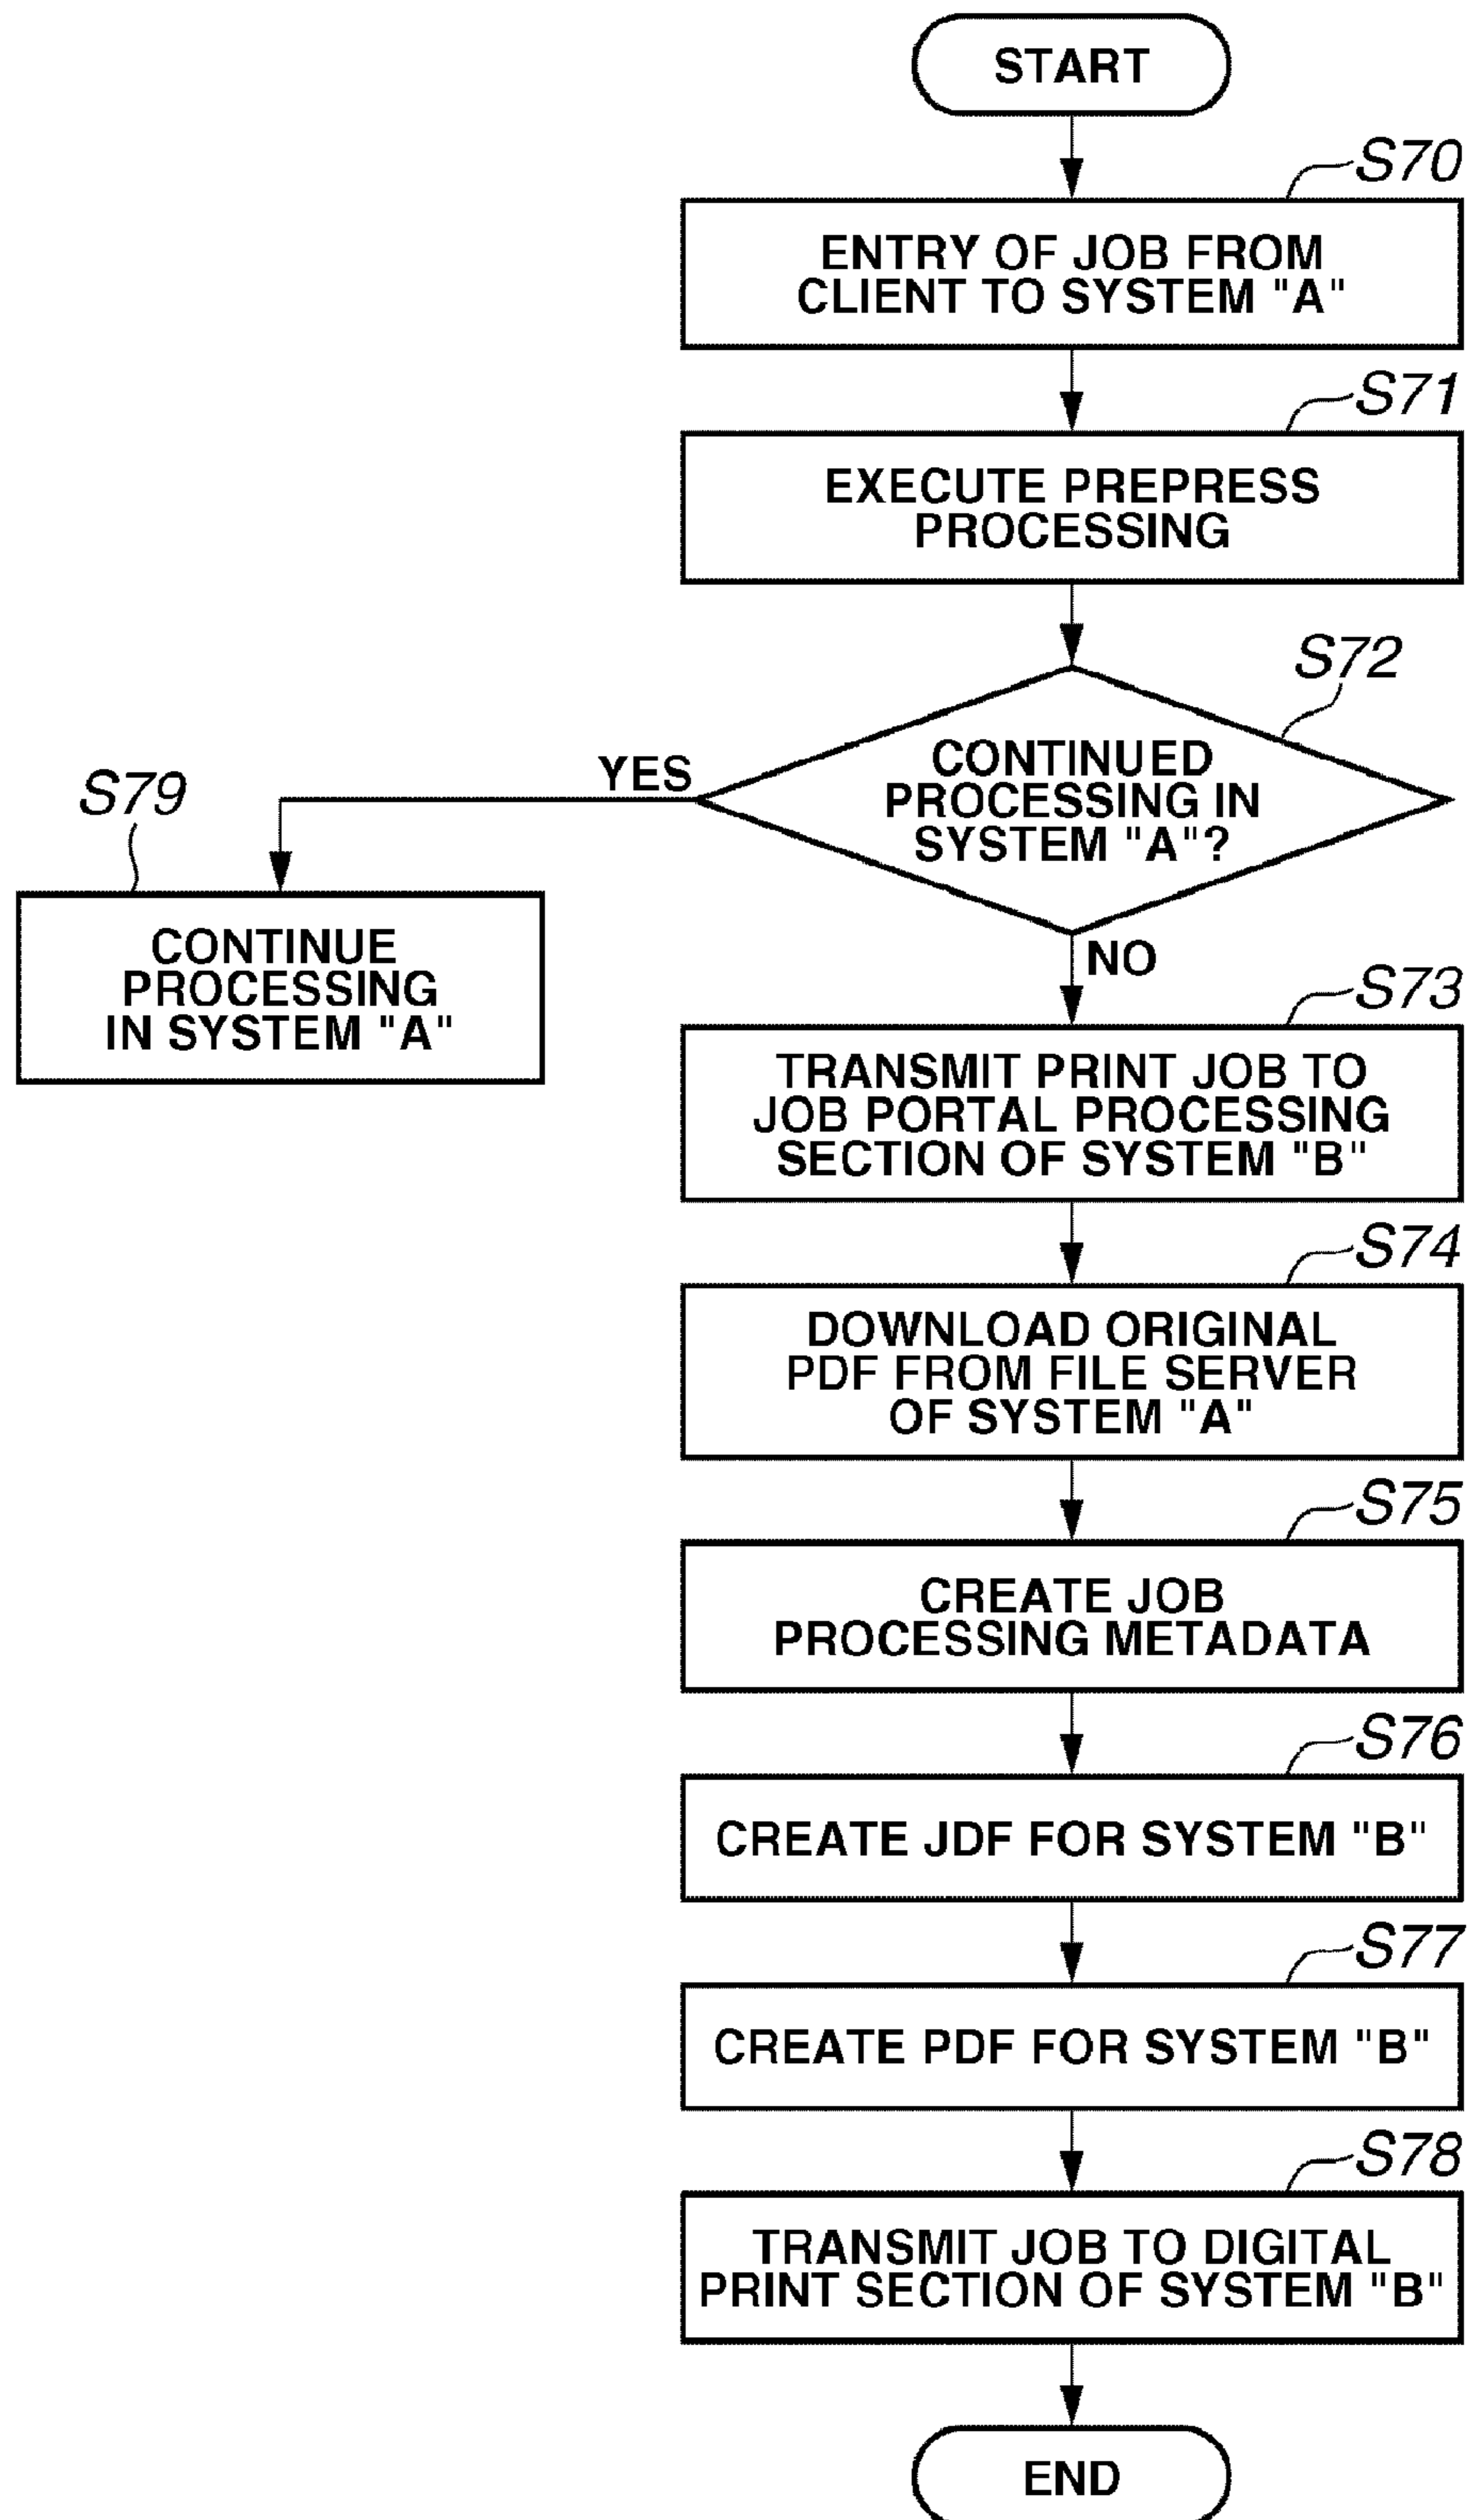 START
S70
ENTRY OF JOB FROM
CLIENT TO SYSTEM "A"
S71
EXECUTE PREPRESS
PROCESSING
S72
CONTINUED
PROCESSING IN
SYSTEM "A"?
YES
S79
CONTINUE
PROCESSING
IN SYSTEM "A"
NO
S73
TRANSMIT PRINT JOB TO
JOB PORTAL PROCESSING
SECTION OF SYSTEM "B"
S74
DOWNLOAD ORIGINAL
PDF FROM FILE SERVER
OF SYSTEM "A"
S75
CREATE JOB
PROCESSING METADATA
S76
CREATE JDF FOR SYSTEM "B"
S77
CREATE PDF FOR SYSTEM "B"
S78
TRANSMIT JOB TO DIGITAL
PRINT SECTION OF SYSTEM "B"
END